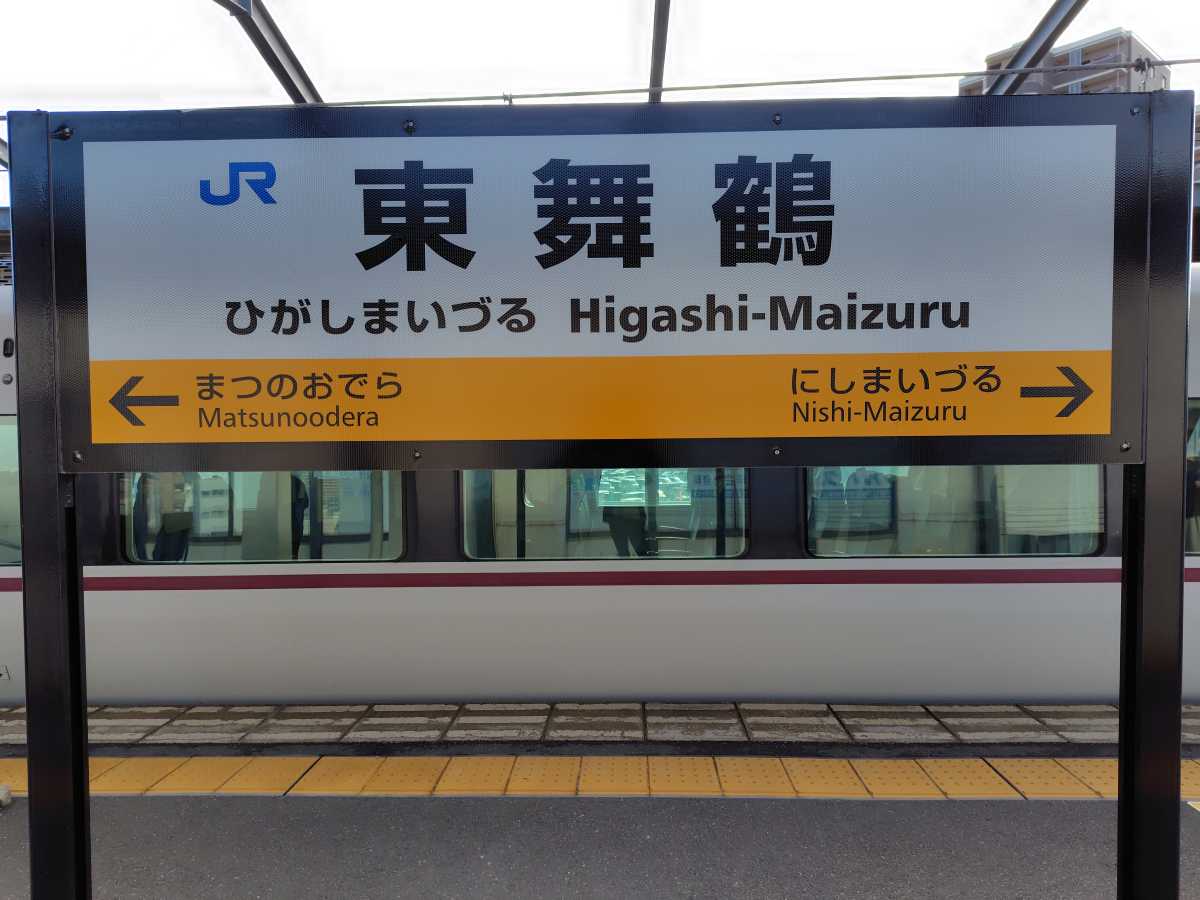 JR 東舞鶴
ひがしまいづる Higashi-Maizuru
まつのおでら
Matsunoodera
にしまいづる
Nishi-Maizuru